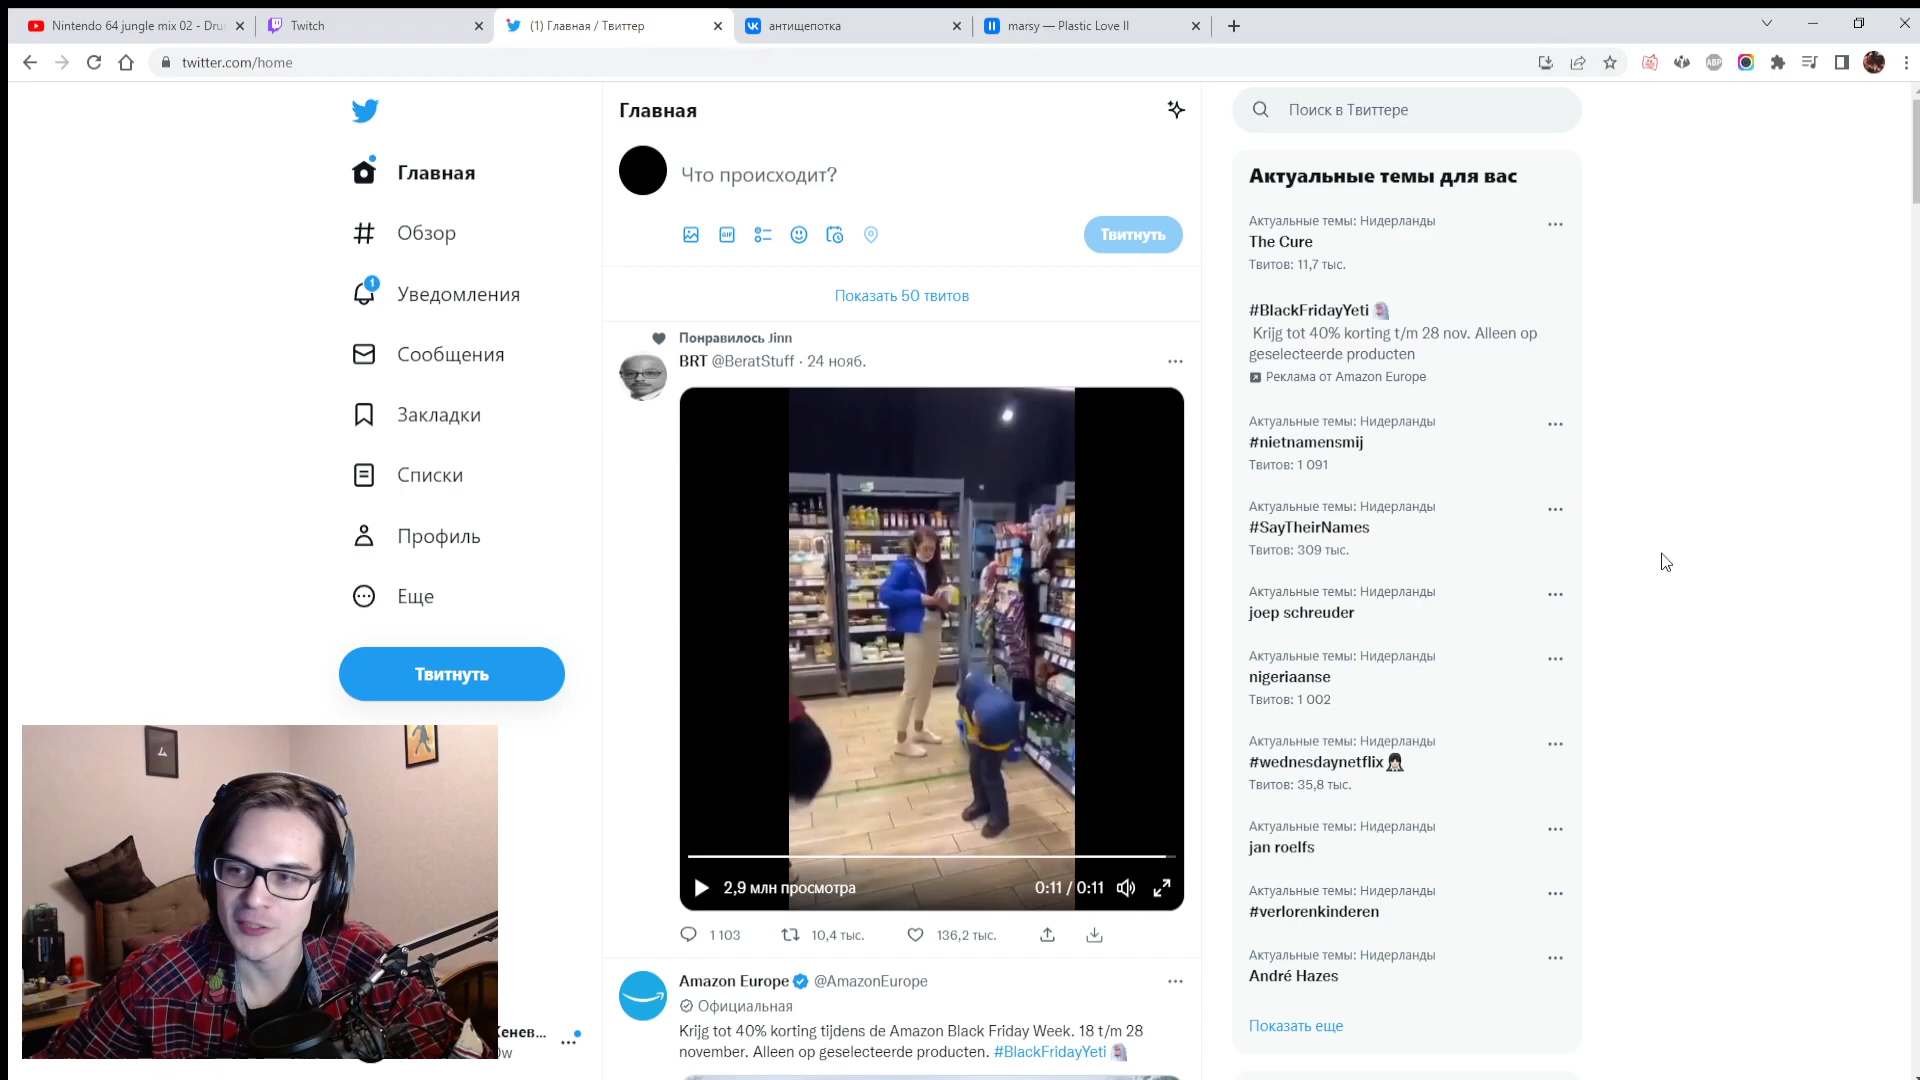 Nintendo 64 jungle mix 02 - Dru
Twitch
(1) Главная / Твиттер
антищепотка
marsy — Plastic Love II
twitter.com/home
Главная
Обзор
1
Уведомления
Сообщения
Закладки
Списки
Профиль
Еще
Твитнуть
Главная
Что происходит?
GIF
Твитнуть
Показать 50 твитов
Понравилось Jinn
BRT @BeratStuff · 24 нояб.
2,9 млн просмотра
0:11 / 0:11
1 103
10,4 тыс.
136,2 тыс.
Amazon Europe @AmazonEurope
Официальная
Krijg tot 40% korting tijdens de Amazon Black Friday Week. 18 t/m 28
november. Alleen op geselecteerde producten. #BlackFridayYeti
Поиск в Твиттере
Актуальные темы для вас
Актуальные темы: Нидерланды
The Cure
Твитов: 11,7 тыс.
#BlackFridayYeti
Krijg tot 40% korting t/m 28 nov. Alleen op
geselecteerde producten
Реклама от Amazon Europe
Актуальные темы: Нидерланды
#nietnamensmij
Твитов: 1 091
Актуальные темы: Нидерланды
#SayTheirNames
Твитов: 309 тыс.
Актуальные темы: Нидерланды
joep schreuder
Актуальные темы: Нидерланды
nigeriaanse
Твитов: 1 002
Актуальные темы: Нидерланды
#wednesdaynetflix
Твитов: 35,8 тыс.
Актуальные темы: Нидерланды
jan roelfs
Актуальные темы: Нидерланды
#verlorenkinderen
Актуальные темы: Нидерланды
André Hazes
Показать еще
ABP